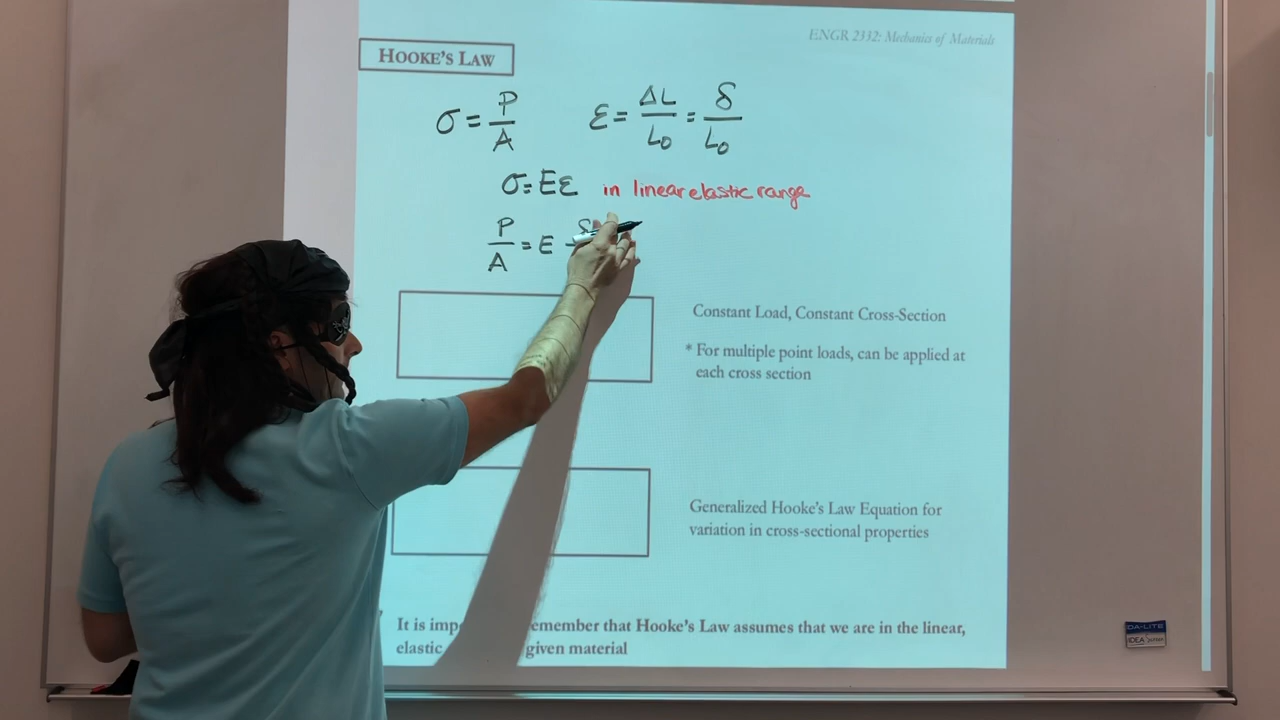 ENGR 2332: Mechanics of Materials
HOOKE'S LAW
σ = P/A   ε = ΔL/L₀ = δ/L₀
σ = Eε in linear elastic range
P/A = E δ
Constant Load, Constant Cross-Section
* For multiple point loads, can be applied at
each cross section
Generalized Hooke's Law Equation for
variation in cross-sectional properties
It is emember that Hooke's Law assumes that we are in the linear,
elastic given material
DA-LITE
IDEA